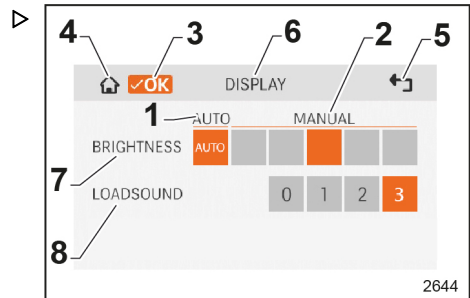 4 3 6 2 5
✓OK DISPLAY
1 AUTO MANUAL
BRIGHTNESS AUTO
7
LOADSOUND 0 1 2 3
8
2644